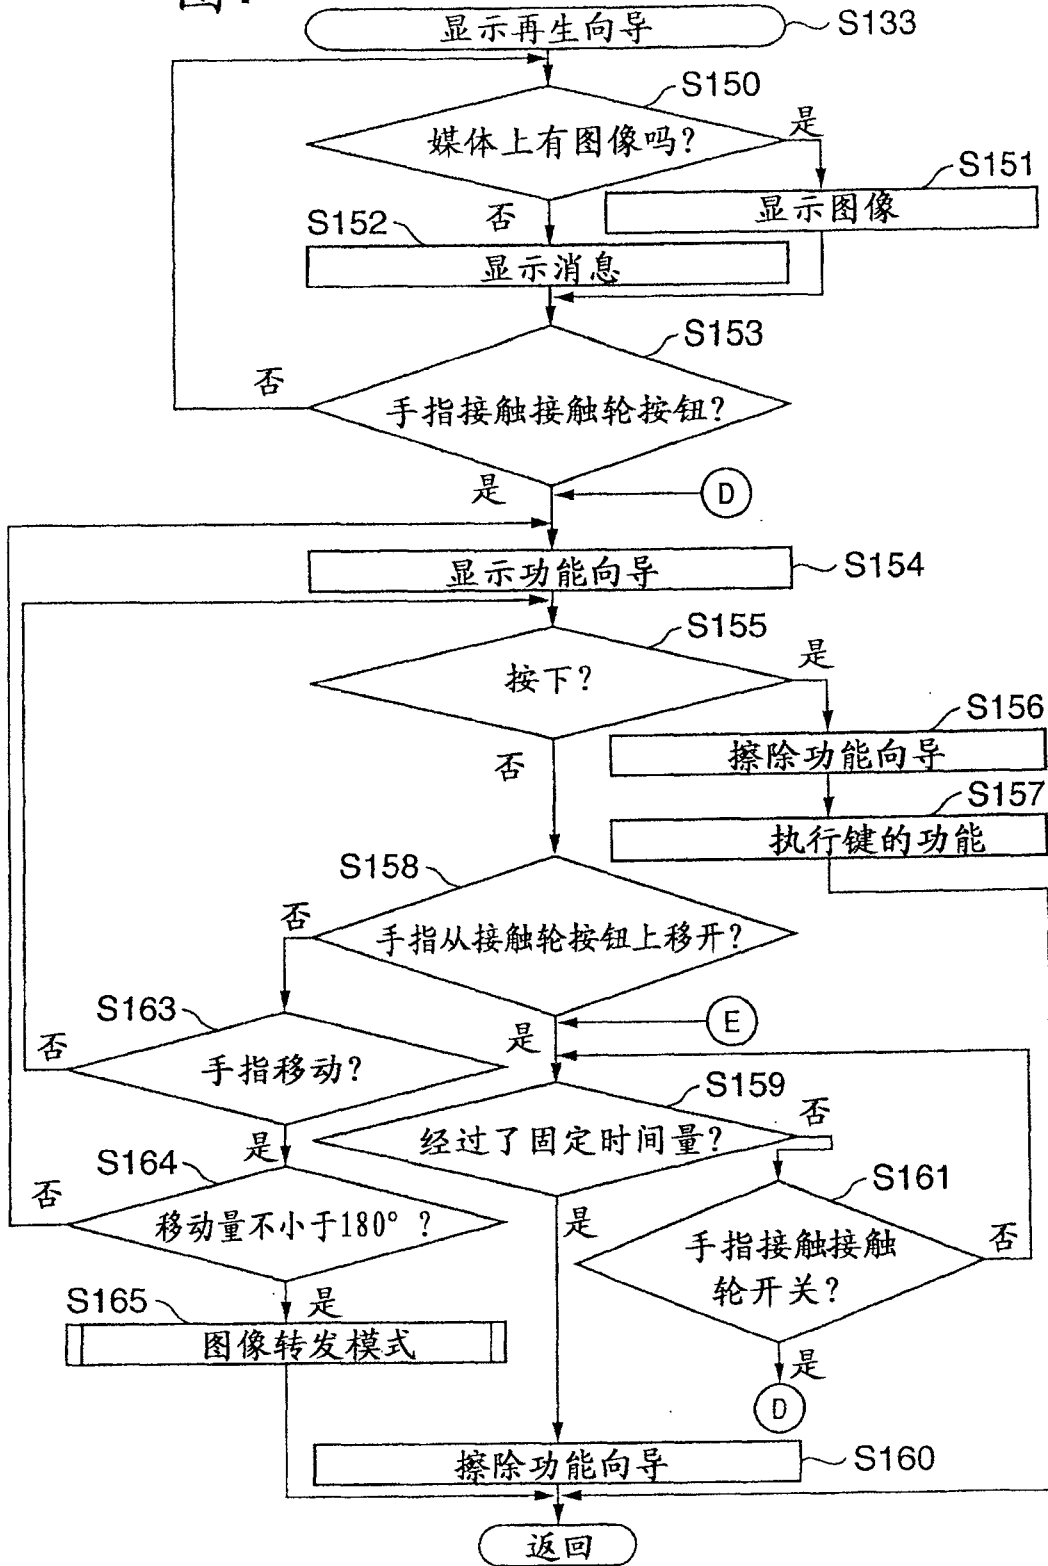 显示再生向导
S133
S150
媒体上有图像吗?
是
S151
显示图像
否
S152
显示消息
S153
否
手指接触接触轮按钮?
是
D
显示功能向导
S154
S155
按下?
是
S156
擦除功能向导
否
S157
执行键的功能
S158
否
手指从接触轮按钮上移开?
S163
是
E
否
手指移动?
S159
否
是
经过了固定时间量?
S164
S161
否
移动量不小于180°?
是
手指接触接触
轮开关?
否
S165
是
图像转发模式
是
D
擦除功能向导
S160
返回